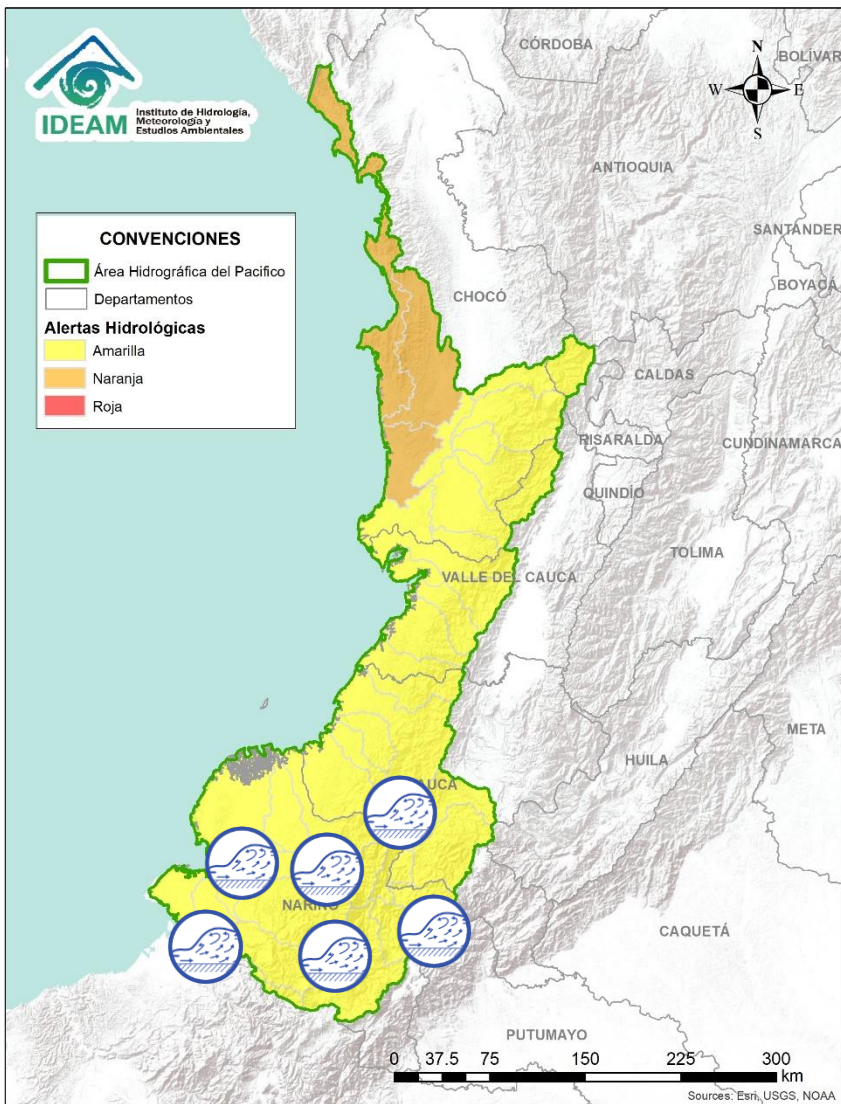 IDEAM
Instituto de Hidrología,
Meteorología y
Estudios Ambientales
N
W
E
S
CÓRDOBA
BOLÍVAR
ANTIOQUIA
SANTANDER
BOYACÁ
CHOCÓ
CALDAS
RISARALDA
CUNDINAMARCA
QUINDÍO
TOLIMA
VALLE DEL CAUCA
META
HUILA
AUCA
NARIÑO
CAQUETÁ
PUTUMAYO
CONVENCIONES
Área Hidrográfica del Pacifico
Departamentos
Alertas Hidrológicas
Amarilla
Naranja
Roja
0 37.5 75 150 225 300
km
Sources: Esri, USGS, NOAA